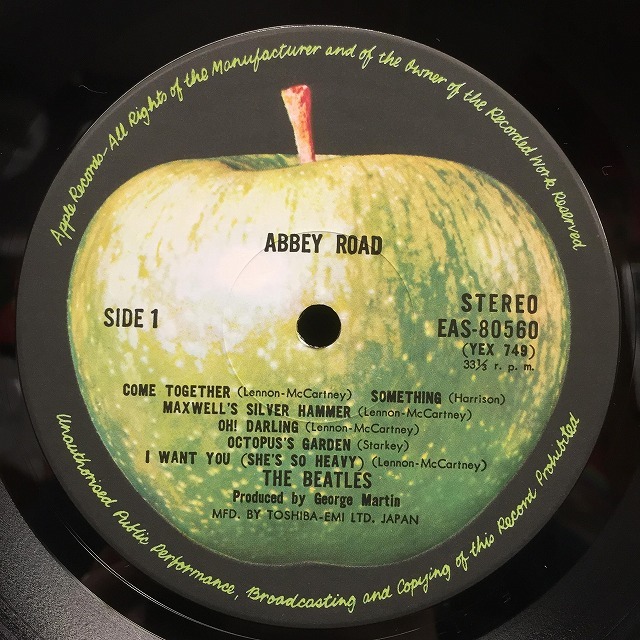 Apple Records-All Rights of the Manufacturer and of the Owner of the Recorded Work Reserved
ABBEY ROAD
SIDE 1
STEREO
EAS-80560
(YEX 749)
33⅓ r. p. m.
COME TOGETHER (Lennon-McCartney) SOMETHING (Harrison)
MAXWELL'S SILVER HAMMER (Lennon-McCartney)
OH! DARLING (Lennon-McCartney)
OCTOPUS'S GARDEN (Starkey)
I WANT YOU (SHE'S SO HEAVY) (Lennon-McCartney)
THE BEATLES
Produced by George Martin
MFD. BY TOSHIBA-EMI LTD. JAPAN
Unauthorised Public Performance, Broadcasting and Copying of this Record Prohibited